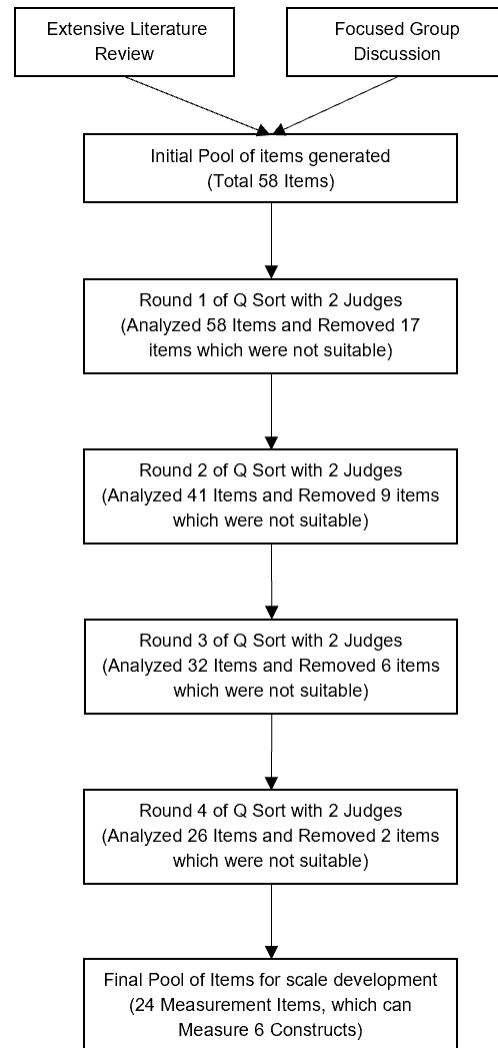 Extensive Literature
Review
Focused Group
Discussion
Initial Pool of items generated
(Total 58 Items)
Round 1 of Q Sort with 2 Judges
(Analyzed 58 Items and Removed 17
items which were not suitable)
Round 2 of Q Sort with 2 Judges
(Analyzed 41 Items and Removed 9 items
which were not suitable)
Round 3 of Q Sort with 2 Judges
(Analyzed 32 Items and Removed 6 items
which were not suitable)
Round 4 of Q Sort with 2 Judges
(Analyzed 26 Items and Removed 2 items
which were not suitable)
Final Pool of Items for scale development
(24 Measurement Items, which can
Measure 6 Constructs)